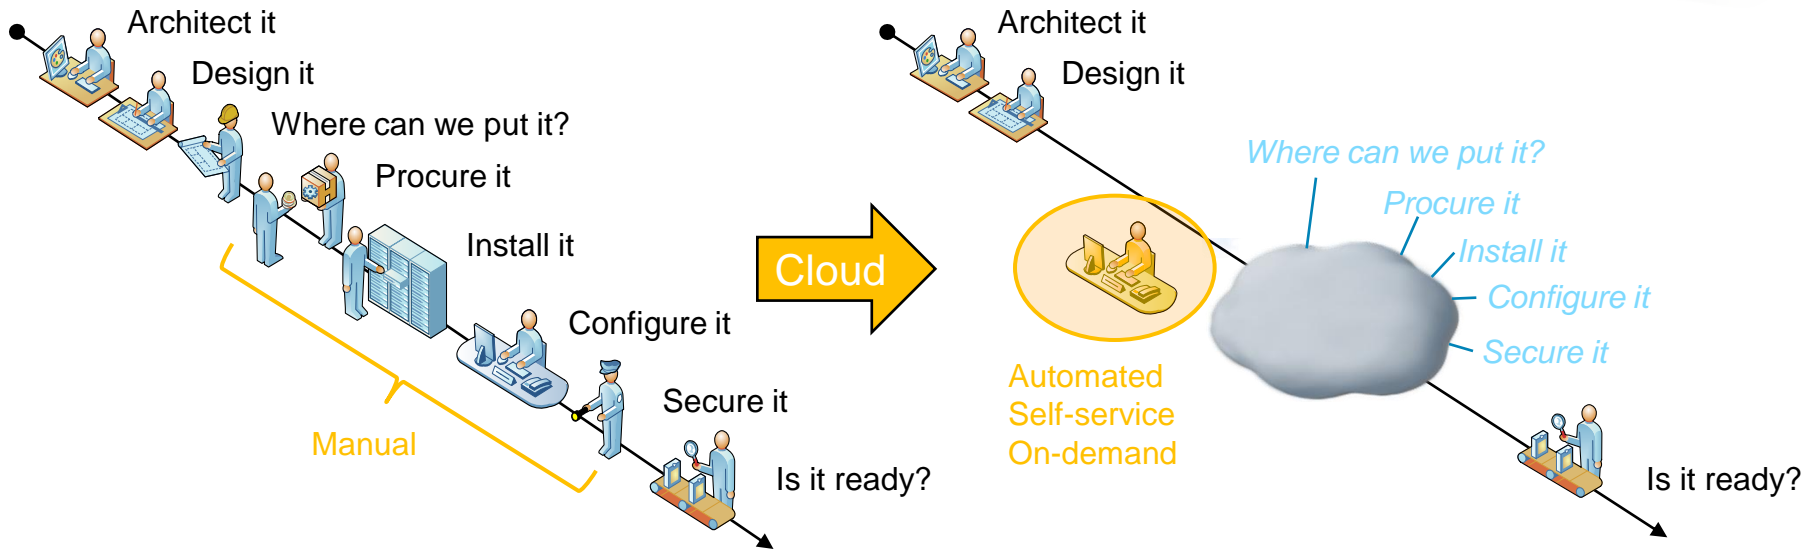 Architect it
Design it
Where can we put it?
Procure it
Install it
Configure it
Secure it
Is it ready?
Manual
Cloud
Architect it
Design it
Where can we put it?
Procure it
Install it
Configure it
Secure it
Automated
Self-service
On-demand
Is it ready?